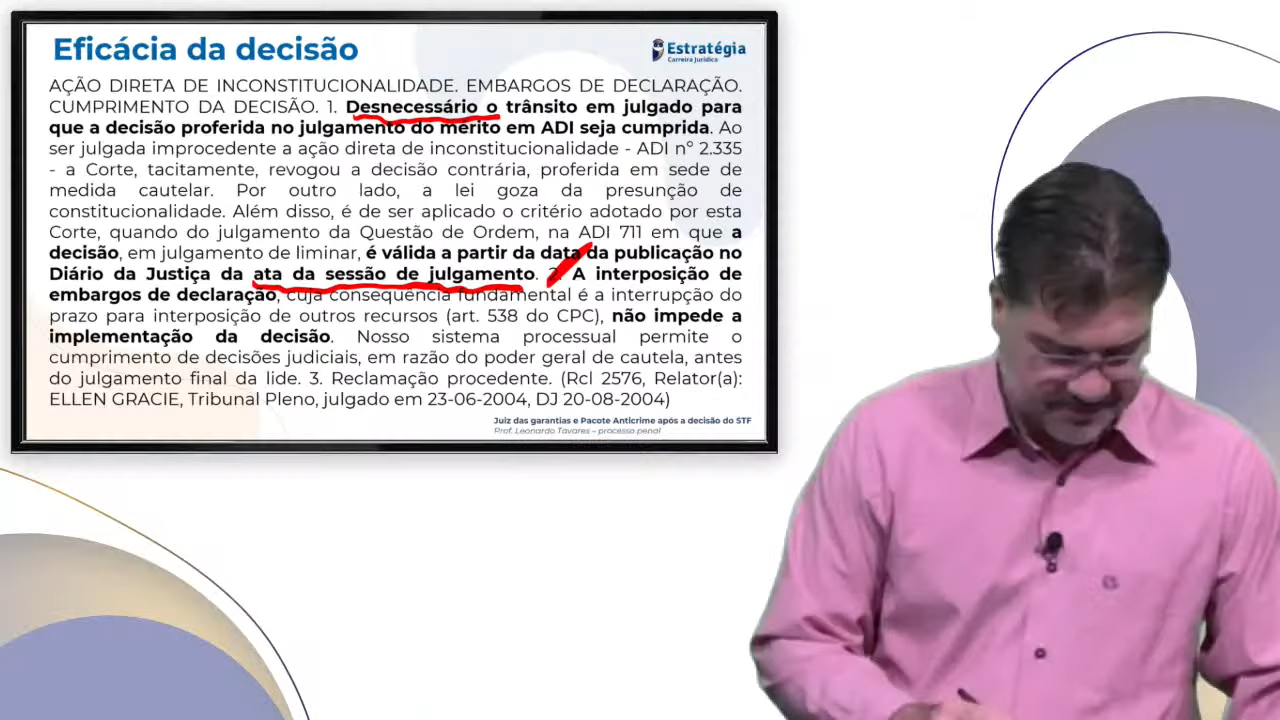 Eficácia da decisão
Estratégia
Carreira Jurídica
AÇÃO DIRETA DE INCONSTITUCIONALIDADE. EMBARGOS DE DECLARAÇÃO.
CUMPRIMENTO DA DECISÃO. 1. Desnecessário o trânsito em julgado para
que a decisão proferida no julgamento do mérito em ADI seja cumprida. Ao
ser julgada improcedente a ação direta de inconstitucionalidade - ADI nº 2.335
- a Corte, tacitamente, revogou a decisão contrária, proferida em sede de
medida cautelar. Por outro lado, a lei goza da presunção de
constitucionalidade. Além disso, é de ser aplicado o critério adotado por esta
Corte, quando do julgamento da Questão de Ordem, na ADI 711 em que a
decisão, em julgamento de liminar, é válida a partir da data da publicação no
Diário da Justiça da ata da sessão de julgamento. 2. A interposição de
embargos de declaração, cuja consequência fundamental é a interrupção do
prazo para interposição de outros recursos (art. 538 do CPC), não impede a
implementação da decisão. Nosso sistema processual permite o
cumprimento de decisões judiciais, em razão do poder geral de cautela, antes
do julgamento final da lide. 3. Reclamação procedente. (Rcl 2576, Relator(a):
ELLEN GRACIE, Tribunal Pleno, julgado em 23-06-2004, DJ 20-08-2004)
Juiz das garantias e Pacote Anticrime após a decisão do STF
Prof. Leonardo Tavares – processo penal